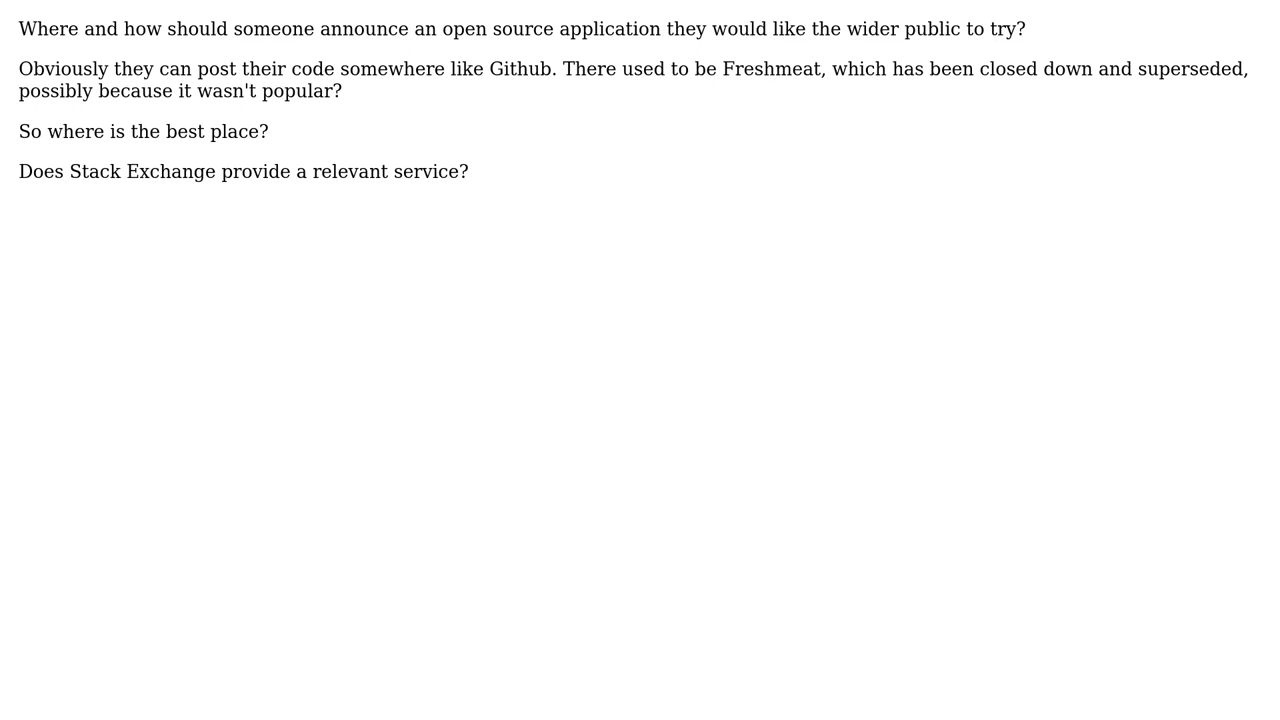 Where and how should someone announce an open source application they would like the wider public to try?
Obviously they can post their code somewhere like Github. There used to be Freshmeat, which has been closed down and superseded,
possibly because it wasn't popular?
So where is the best place?
Does Stack Exchange provide a relevant service?